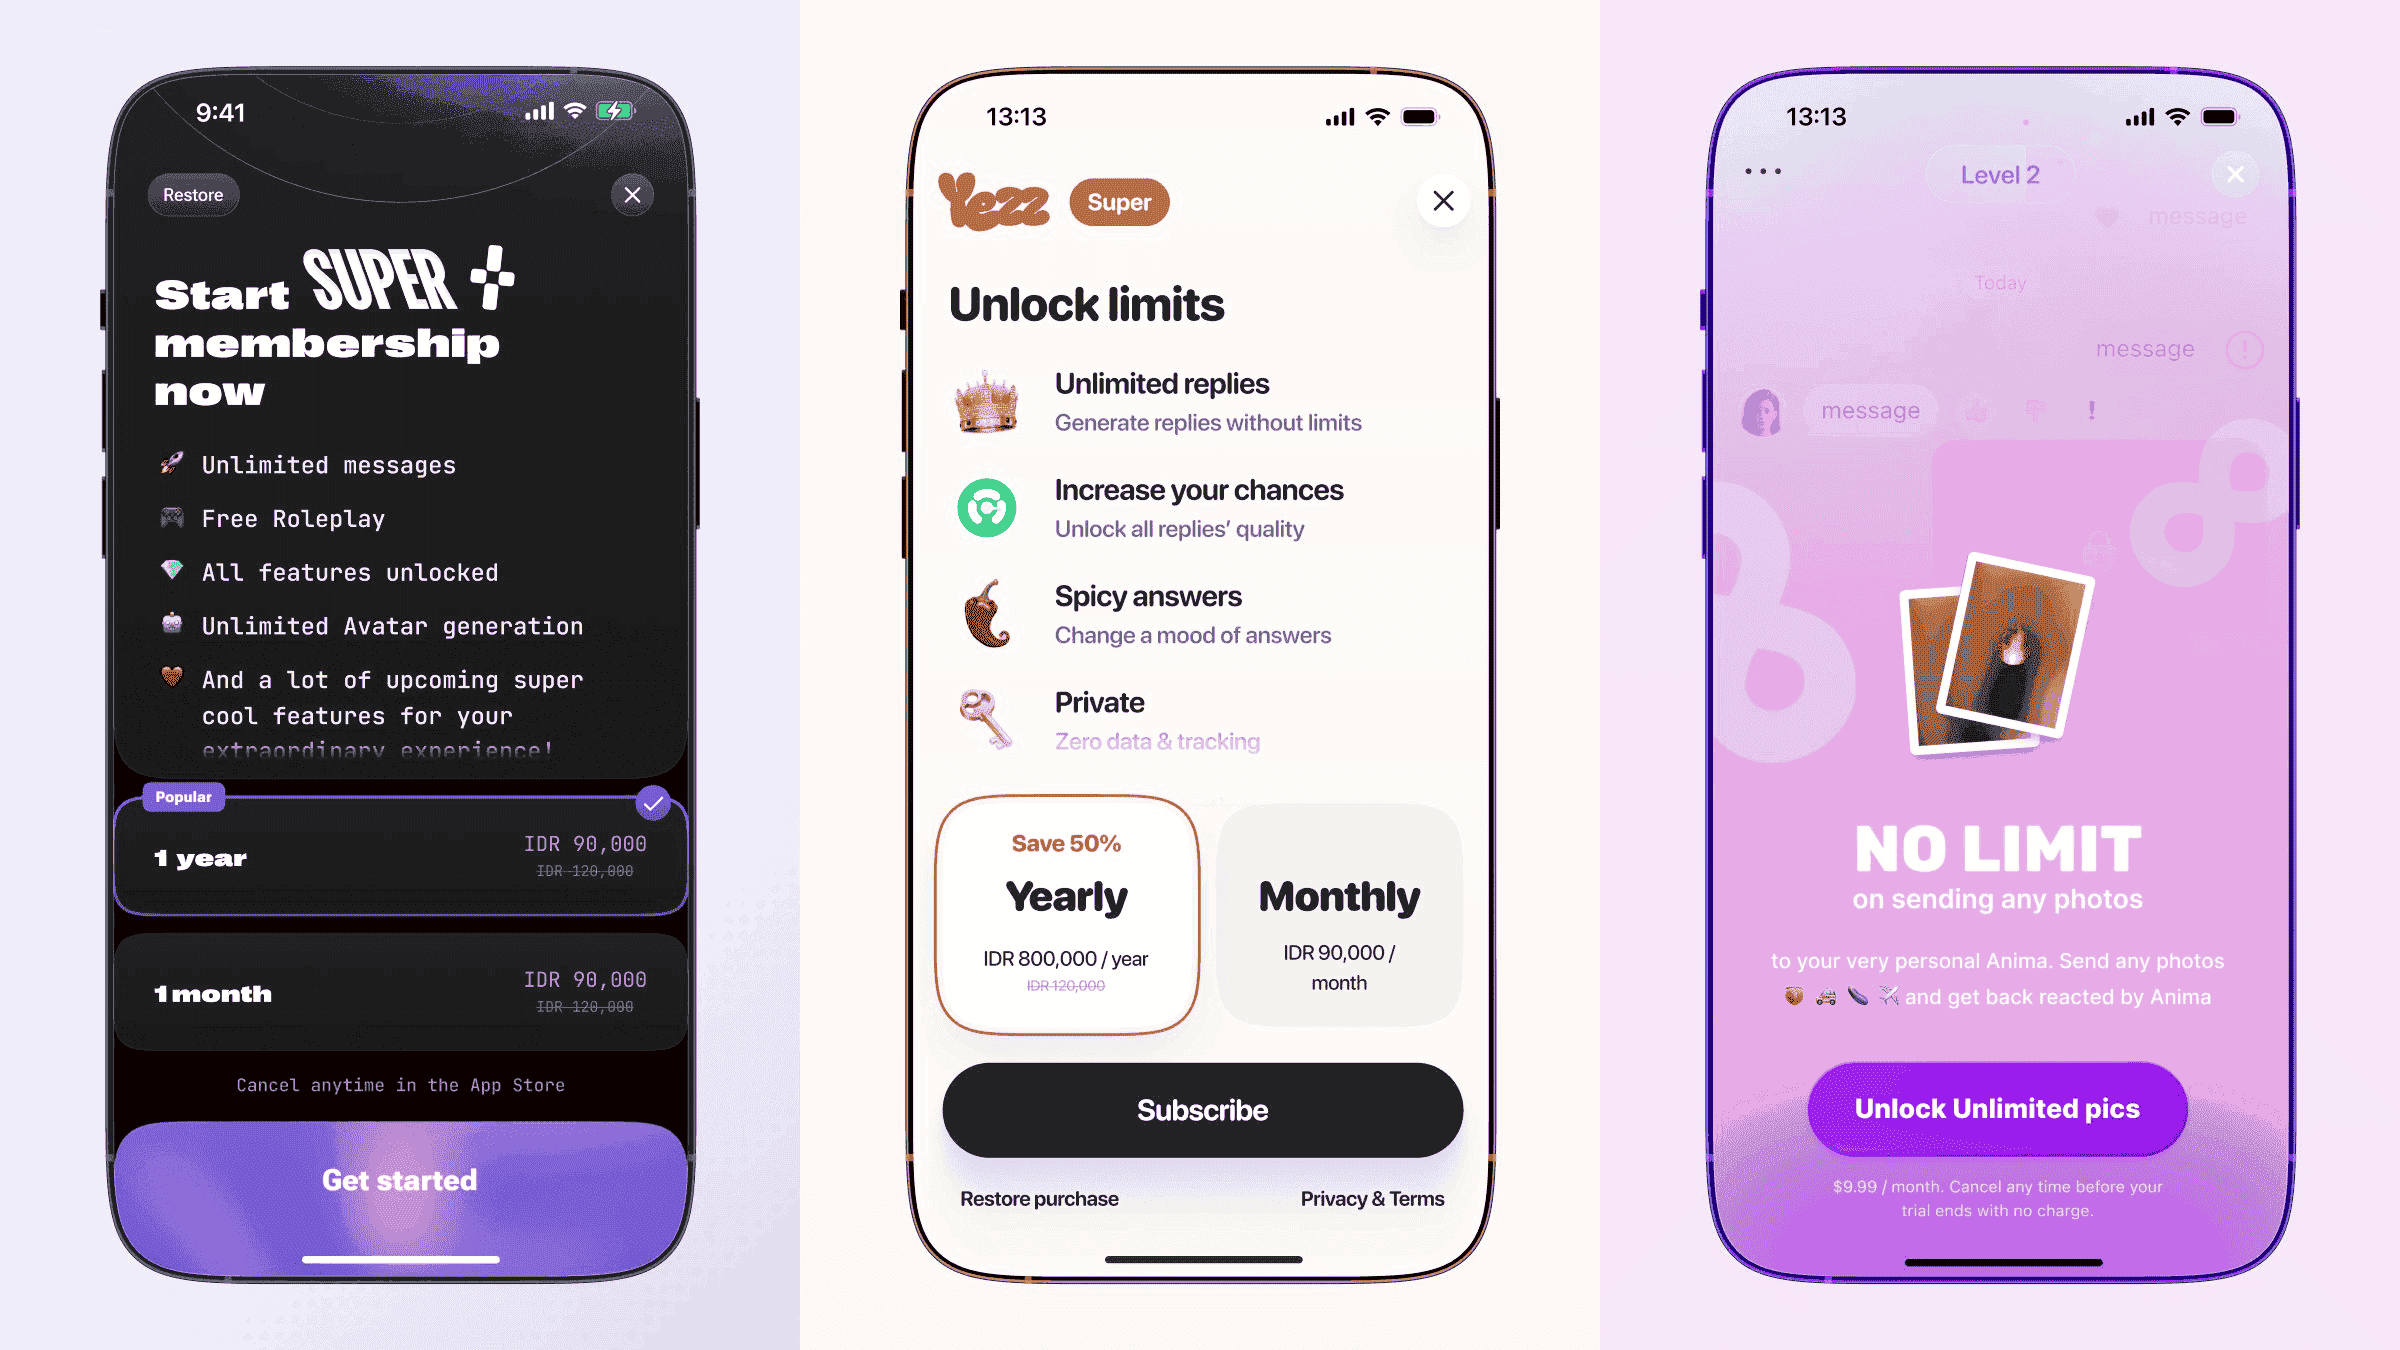 9:41
Restore
Start SUPER
membership
now
Unlimited messages
Free Roleplay
All features unlocked
Unlimited Avatar generation
And a lot of upcoming super
cool features for your
extraordinary experience!
Popular
1 year
IDR 90,000
IDR 120,000
1 month
IDR 90,000
IDR 120,000
Cancel anytime in the App Store
Get started
13:13
Yezz Super
Unlock limits
Unlimited replies
Generate replies without limits
Increase your chances
Unlock all replies’ quality
Spicy answers
Change a mood of answers
Private
Zero data & tracking
Save 50%
Yearly
IDR 800,000 / year
IDR 120,000
Monthly
IDR 90,000 /
month
Subscribe
Restore purchase
Privacy & Terms
13:13
Level 2
message
Today
message
message
NO LIMIT
on sending any photos
to your very personal Anima. Send any photos
and get back reacted by Anima
Unlock Unlimited pics
$9.99 / month. Cancel any time before your
trial ends with no charge.